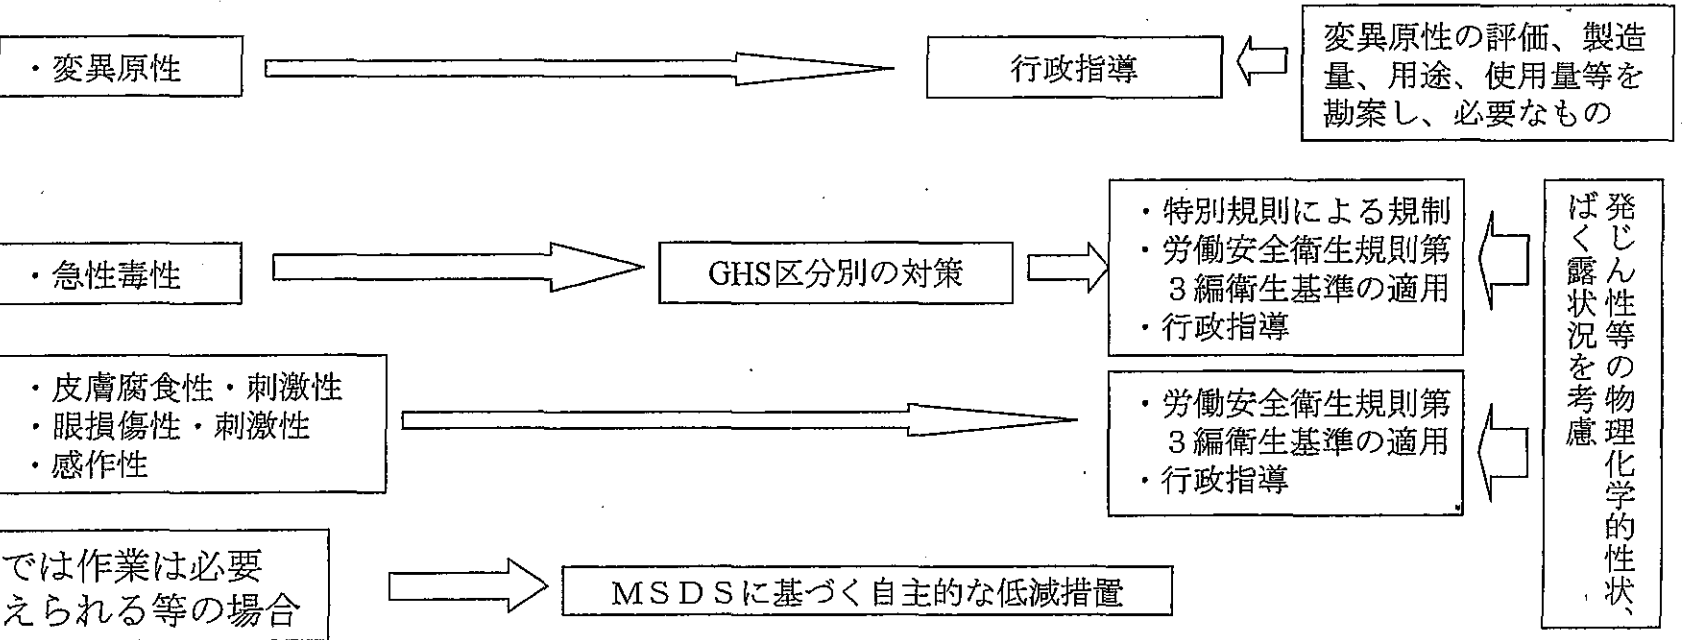 ・変異原性
行政指導
変異原性の評価、製造
量、用途、使用量等を
勘案し、必要なもの
・急性毒性
GHS区分別の対策
・特別規則による規制
・労働安全衛生規則第
３編衛生基準の適用
・行政指導
発じん性等の物理化学的性状、
ばく露状況を考慮
・皮膚腐食性・刺激性
・眼損傷性・刺激性
・感作性
・労働安全衛生規則第
３編衛生基準の適用
・行政指導
では作業は必要
えられる等の場合
ＭＳＤＳに基づく自主的な低減措置